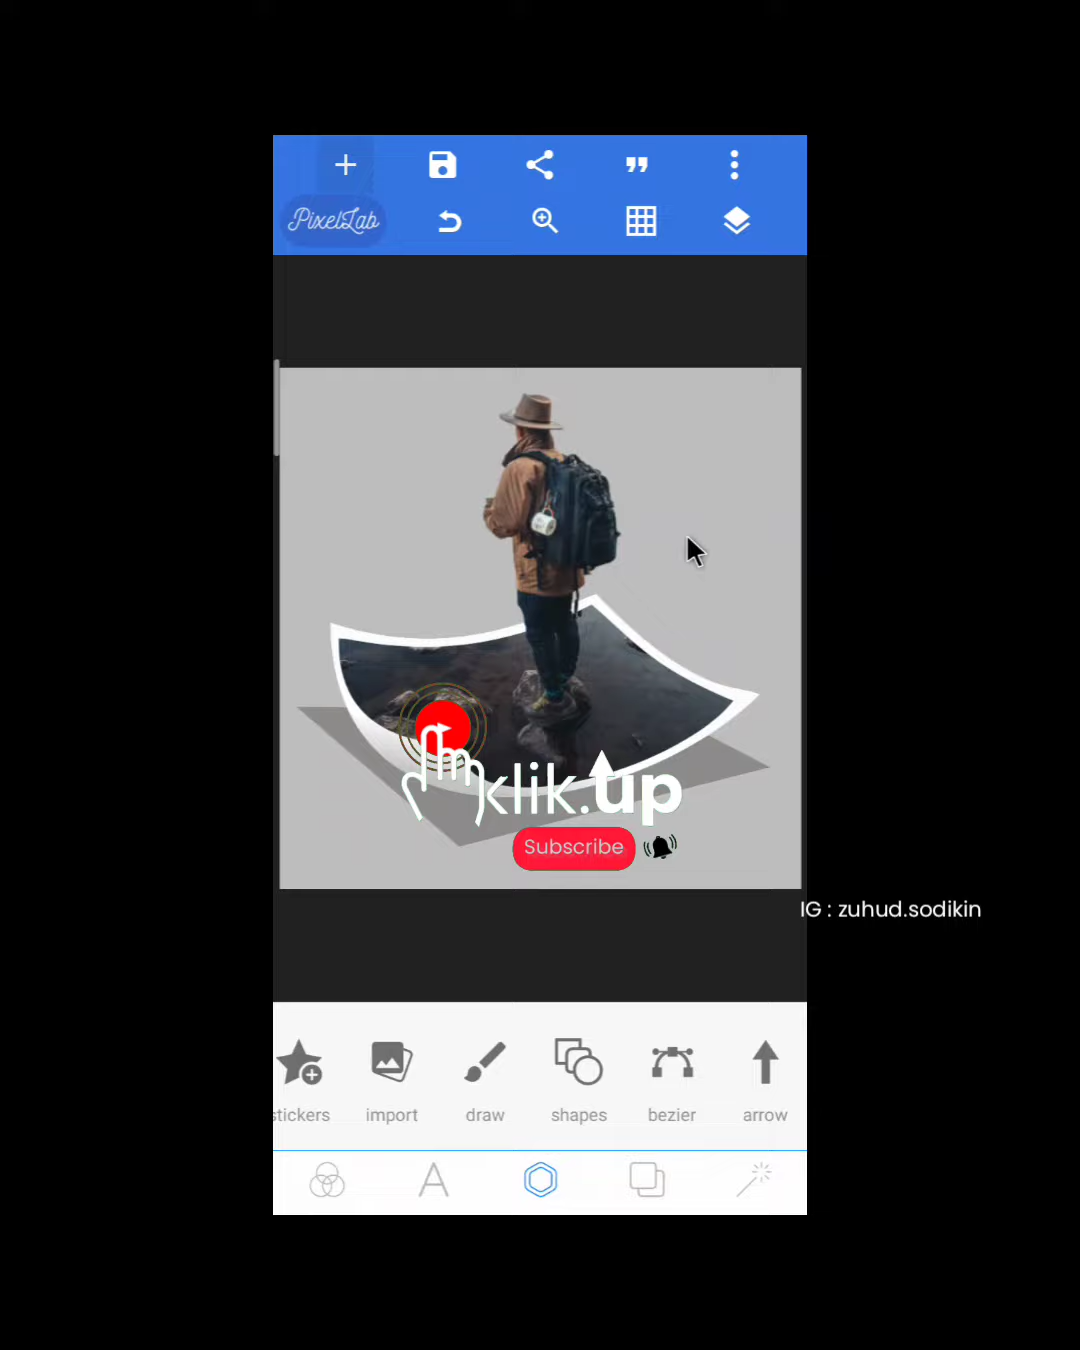 PixelLab
klik.up
Subscribe
IG : zuhud.sodikin
stickers
import
draw
shapes
bezier
arrow